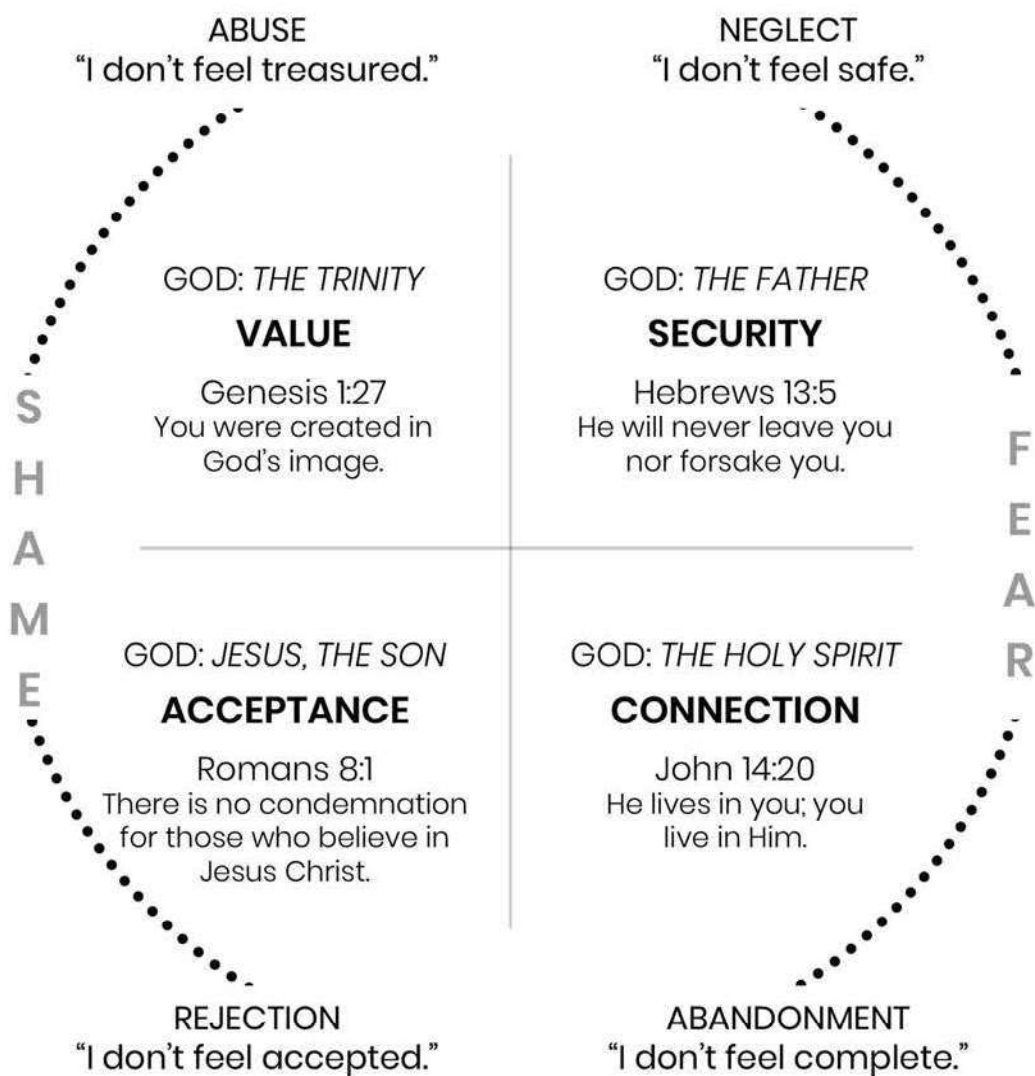 ABUSE
“I don’t feel treasured.”
NEGLECT
“I don’t feel safe.”
GOD: THE TRINITY
VALUE
Genesis 1:27
You were created in
God’s image.
GOD: THE FATHER
SECURITY
Hebrews 13:5
He will never leave you
nor forsake you.
SHAME
FEAR
GOD: JESUS, THE SON
ACCEPTANCE
Romans 8:1
There is no condemnation
for those who believe in
Jesus Christ.
GOD: THE HOLY SPIRIT
CONNECTION
John 14:20
He lives in you; you
live in Him.
REJECTION
“I don’t feel accepted.”
ABANDONMENT
“I don’t feel complete.”